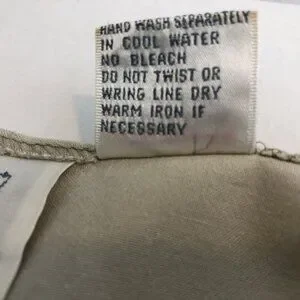 HAND WASH SEPARATELY
IN COOL WATER
NO BLEACH
DO NOT TWIST OR
WRING LINE DRY
WARM IRON IF
NECESSARY